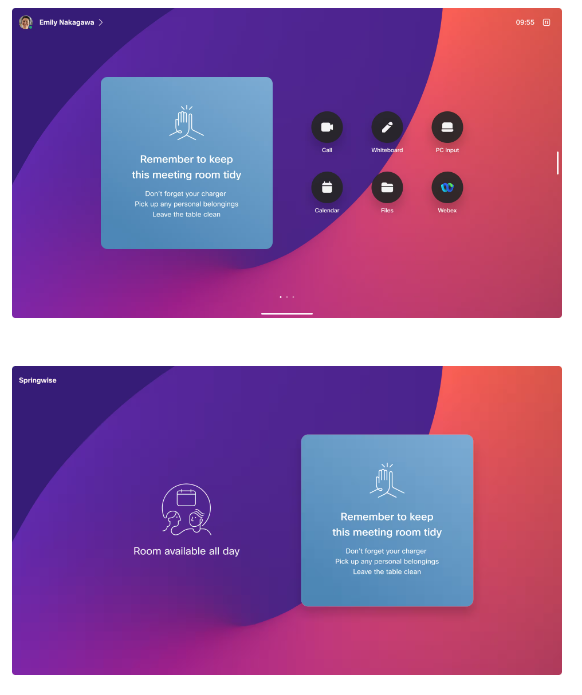 Emily Nakagawa
09:55
Remember to keep
this meeting room tidy
Don't forget your charger
Pick up any personal belongings
Leave the table clean
Call
Whiteboard
PC input
Calendar
Files
Webex
Springwise
Room available all day
Remember to keep
this meeting room tidy
Don't forget your charger
Pick up any personal belongings
Leave the table clean